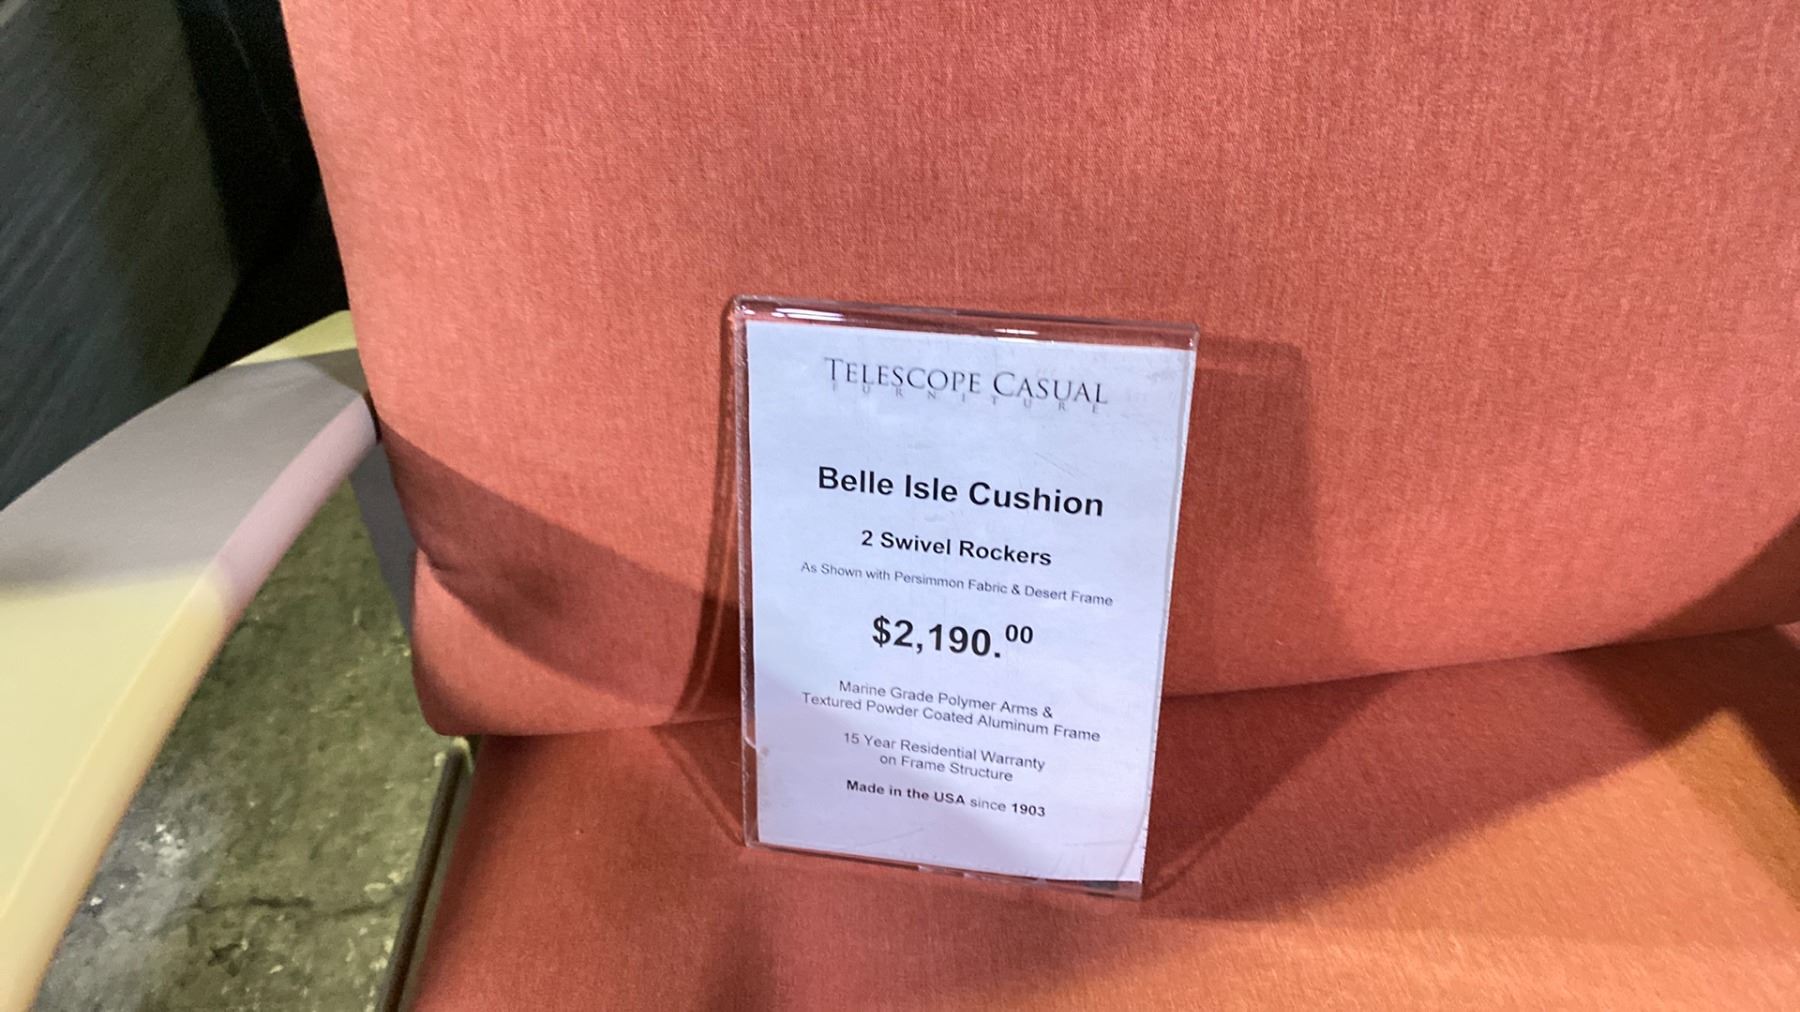 TELESCOPE CASUAL
FURNITURE
Belle Isle Cushion
2 Swivel Rockers
As Shown with Persimmon Fabric & Desert Frame
$2,190.00
Marine Grade Polymer Arms &
Textured Powder Coated Aluminum Frame
15 Year Residential Warranty
on Frame Structure
Made in the USA since 1903